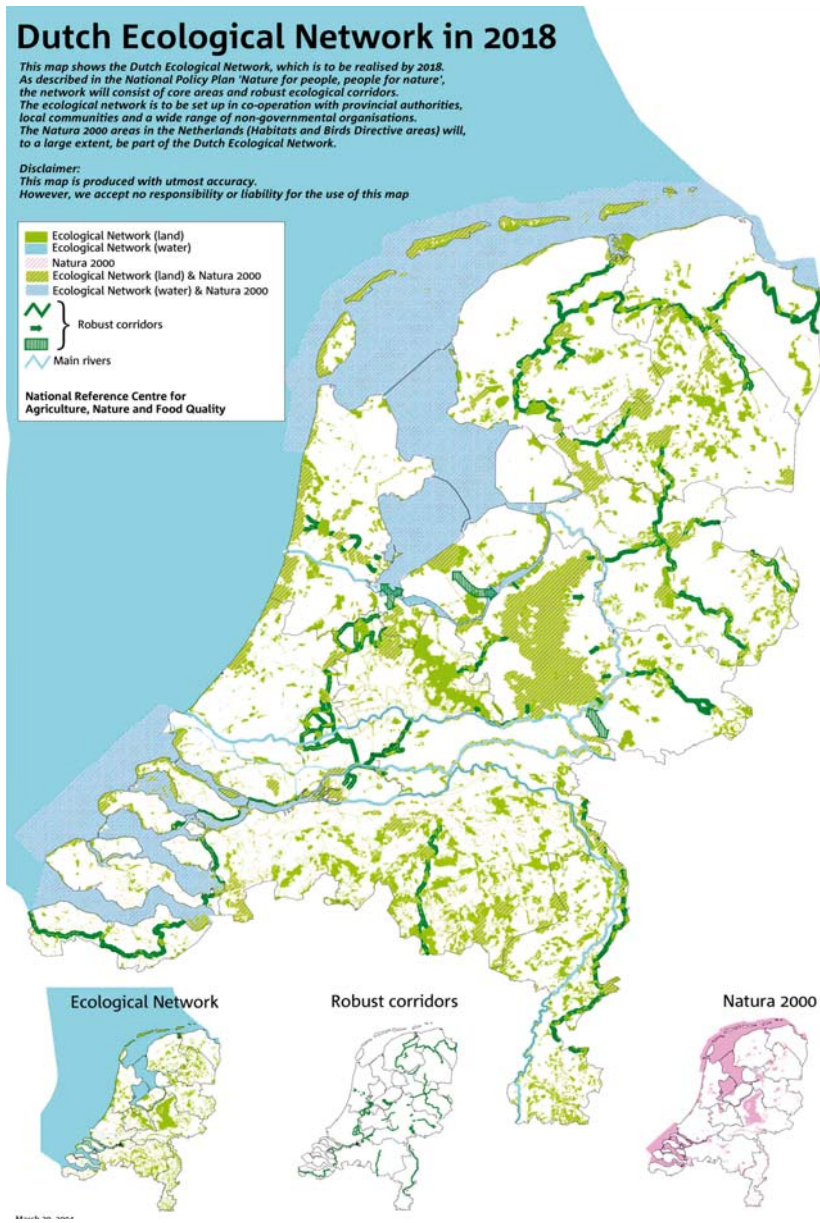 Dutch Ecological Network in 2018
This map shows the Dutch Ecological Network, which is to be realised by 2018.
As described in the National Policy Plan 'Nature for people, people for nature',
the network will consist of core areas and robust ecological corridors.
The ecological network is to be set up in co-operation with provincial authorities,
local communities and a wide range of non-governmental organisations.
The Natura 2000 areas in the Netherlands (Habitats and Birds Directive areas) will,
to a large extent, be part of the Dutch Ecological Network.
Disclaimer:
This map is produced with utmost accuracy.
However, we accept no responsibility or liability for the use of this map
Ecological Network (land)
Ecological Network (water)
Natura 2000
Ecological Network (land) & Natura 2000
Ecological Network (water) & Natura 2000
Robust corridors
Main rivers
National Reference Centre for
Agriculture, Nature and Food Quality
Ecological Network
Robust corridors
Natura 2000